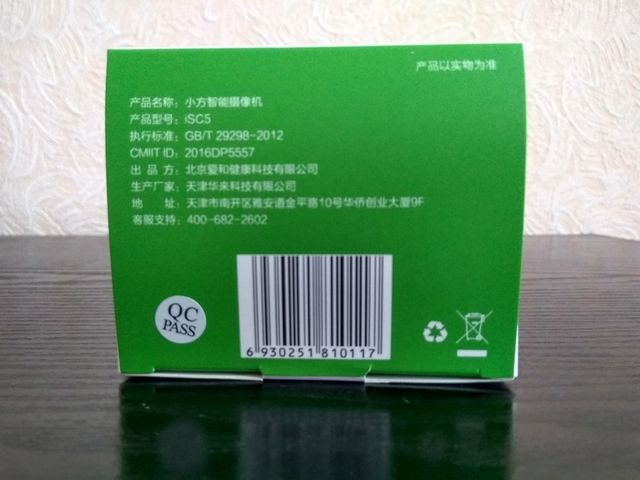 产品以实物为准
产品名称：小方智能摄像机
产品型号：iSC5
执行标准：GB/T 29298-2012
CMIIT ID：2016DP5557
出 品 方：北京爱和健康科技有限公司
生产厂家：天津华来科技有限公司
地 址：天津市南开区雅安道金平路10号华侨创业大厦9F
客服支持：400-682-2602
QC
PASS
6 930251 810117